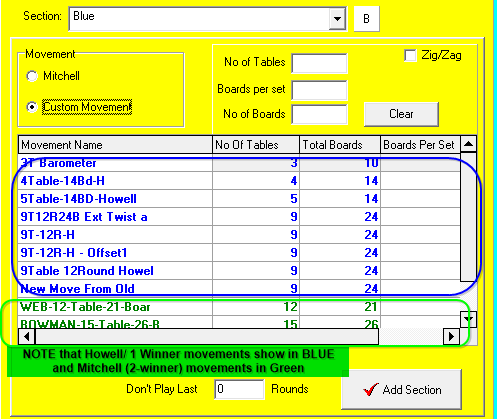 Section: Blue B
Movement
Mitchell
Custom Movement
No of Tables
Boards per set
No of Boards
Zig/Zag
Clear
Movement Name No Of Tables Total Boards Boards Per Set
3T Barometer 3 10
4Table-14Bd-H 4 14
5Table-14BD-Howell 5 14
9T12R24B Ext Twist a 9 24
9T-12R-H 9 24
9T-12R-H - Offset1 9 24
9Table 12Round Howel 9 24
New Move From Old 9 24
WEB-12-Table-21-Boar 12 21
BOWMAN-15-Table-26-B 15 26
NOTE that Howell/ 1 Winner movements show in BLUE
and Mitchell (2-winner) movements in Green
Don't Play Last 0 Rounds
Add Section